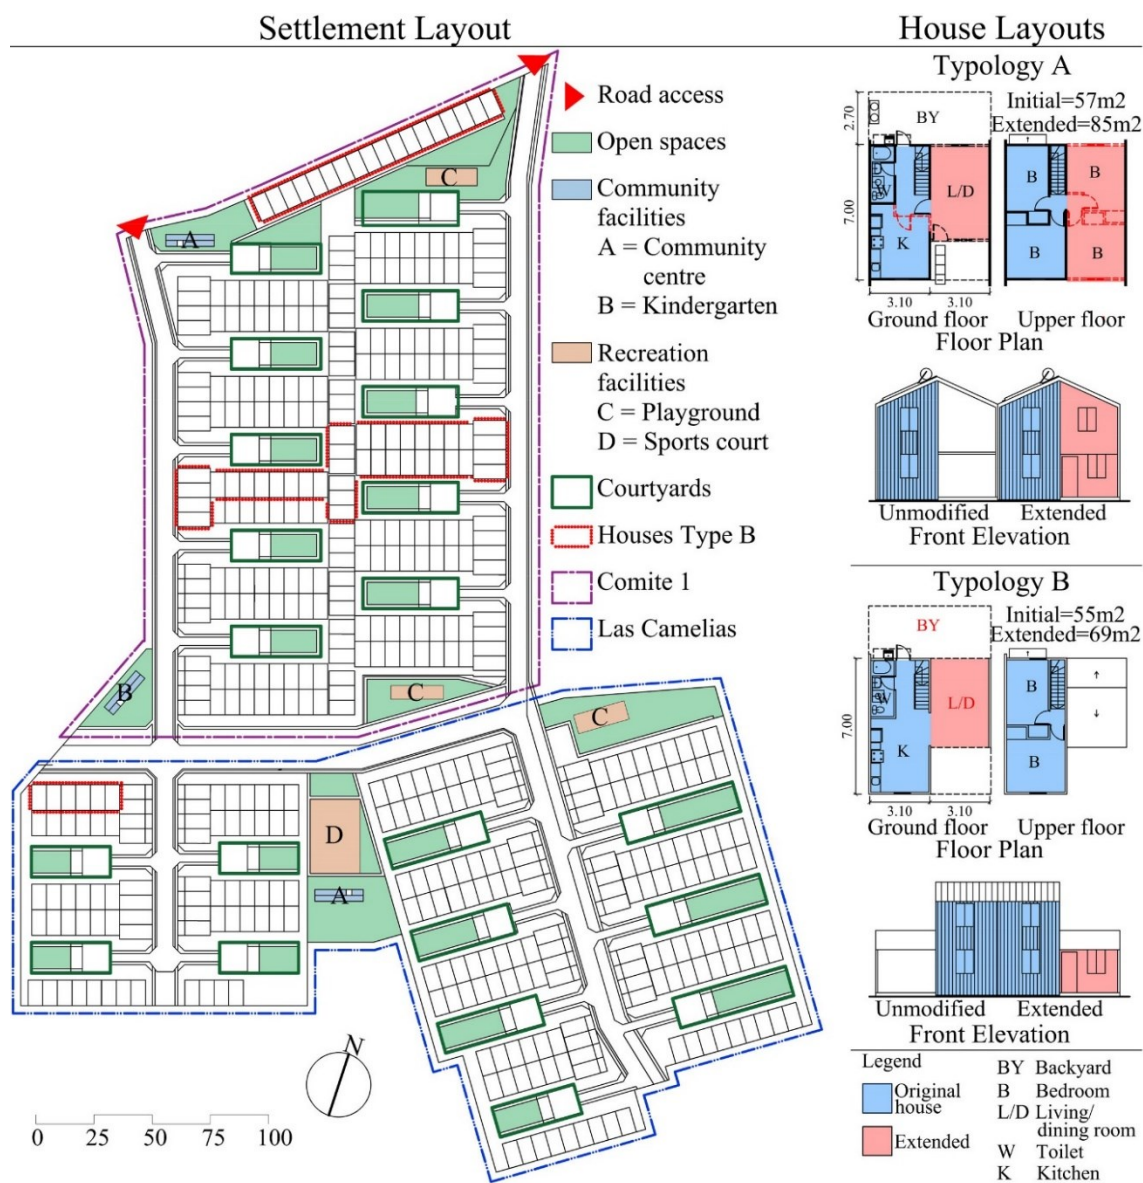 Settlement Layout
House Layouts
Road access
Open spaces
Community
facilities
A = Community
centre
B = Kindergarten
Recreation
facilities
C = Playground
D = Sports court
Courtyards
Houses Type B
Comite 1
Las Camelias
C
A
B
C
C
D
A
N
0 25 50 75 100
Typology A
Initial=57m2
Extended=85m2
2.70
BY
7.00
W
L/D
K
B
B
B
B
3.10 3.10
Ground floor Upper floor
Floor Plan
Unmodified Extended
Front Elevation
Typology B
Initial=55m2
Extended=69m2
BY
7.00
W
L/D
K
B
B
3.10 3.10
Ground floor Upper floor
Floor Plan
Unmodified Extended
Front Elevation
Legend
Original
house
Extended
BY Backyard
B Bedroom
L/D Living/
dining room
W Toilet
K Kitchen